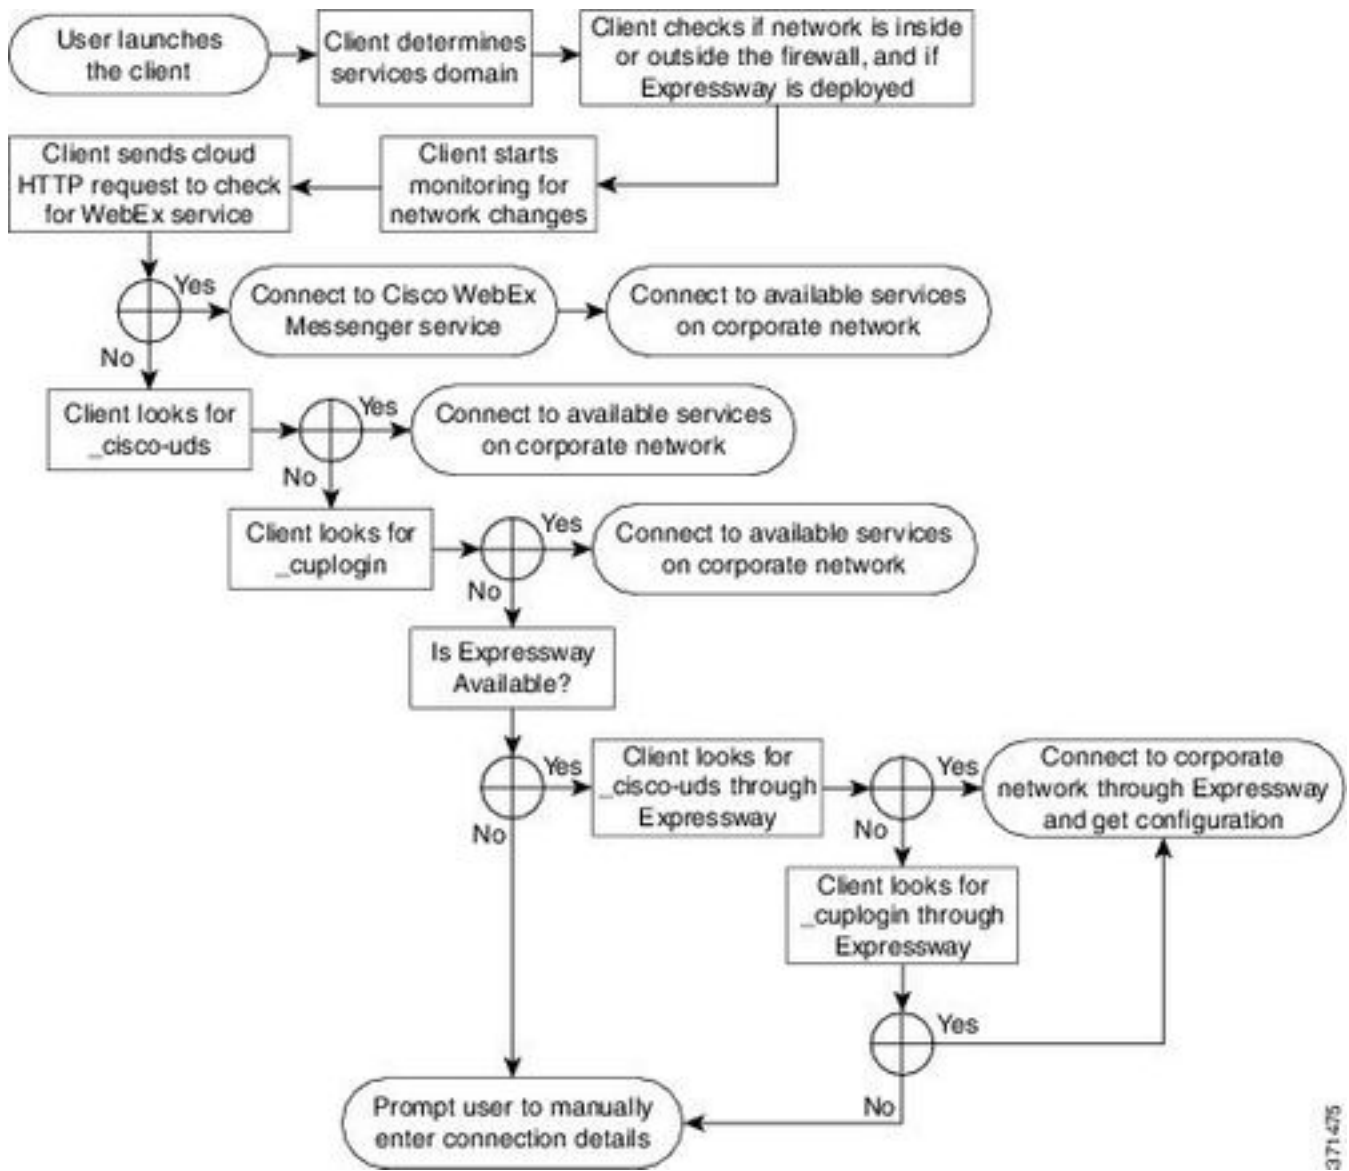 User launches
the client
Client determines
services domain
Client checks if network is inside
or outside the firewall, and if
Expressway is deployed
Client sends cloud
HTTP request to check
for WebEx service
Client starts
monitoring for
network changes
Yes
Connect to Cisco WebEx
Messenger service
Connect to available services
on corporate network
No
Client looks for
_cisco-uds
Yes
Connect to available services
on corporate network
No
Client looks for
_cuplogin
Yes
Connect to available services
on corporate network
No
Is Expressway
Available?
Yes
Client looks for
_cisco-uds through
Expressway
Yes
Connect to corporate
network through Expressway
and get configuration
No
No
Client looks for
_cuplogin through
Expressway
Yes
No
Prompt user to manually
enter connection details
371475